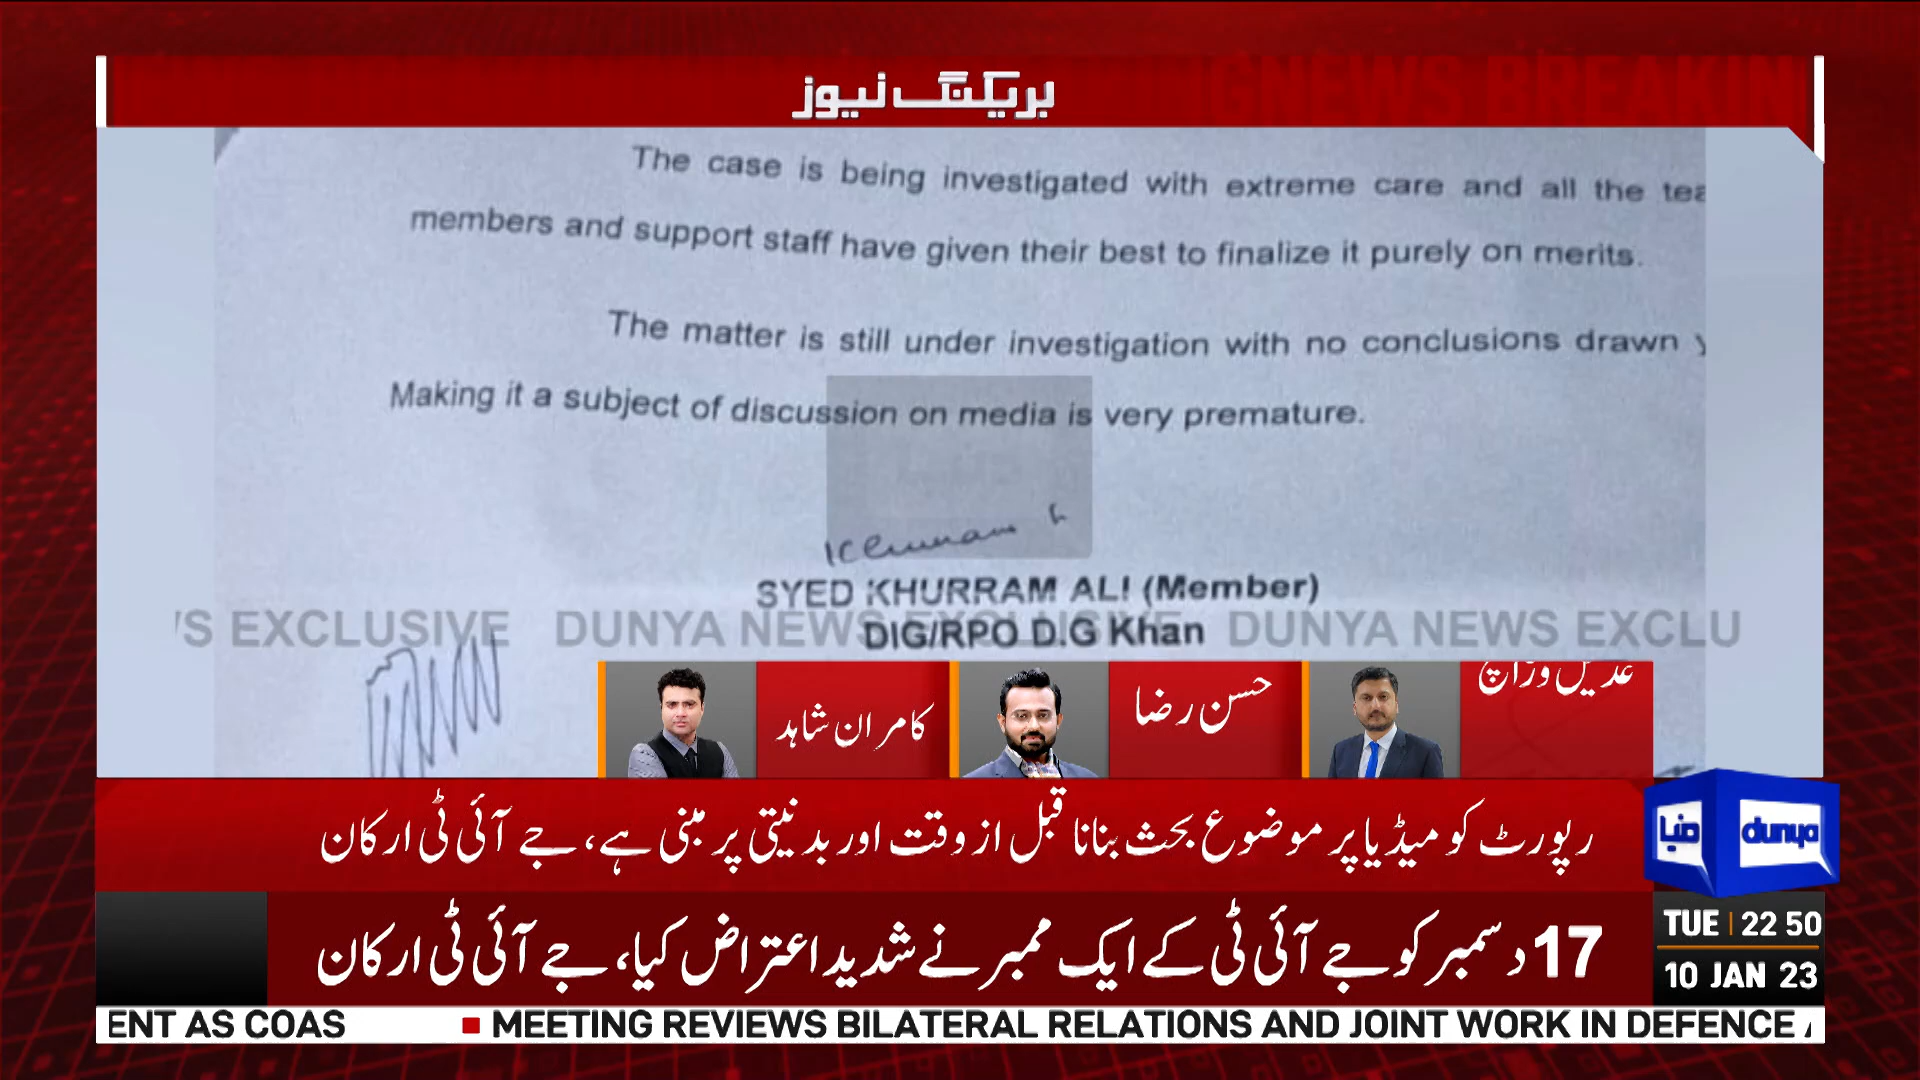 بریکنگ نیوز
GNEWS BREAKIN
The case is being investigated with extreme care and all the tea
members and support staff have given their best to finalize it purely on merits.
The matter is still under investigation with no conclusions drawn y
Making it a subject of discussion on media is very premature.
SYED KHURRAM ALI (Member)
DIG/RPO D.G Khan
'S EXCLUSIVE DUNYA NEWS EXCLUSIVE DUNYA NEWS EXCLU
کامران شاہد
حسن رضا
عدیل وڑائچ
رپورٹ کو میڈیا پر موضوع بحث بنانا قبل از وقت اور بدنیتی پر مبنی ہے، جے آئی ٹی ارکان
دنیا dunya
17 دسمبر کو جے آئی ٹی کے ایک ممبر نے شدید اعتراض کیا، جے آئی ٹی ارکان
TUE 22 50
10 JAN 23
ENT AS COAS ■ MEETING REVIEWS BILATERAL RELATIONS AND JOINT WORK IN DEFENCE